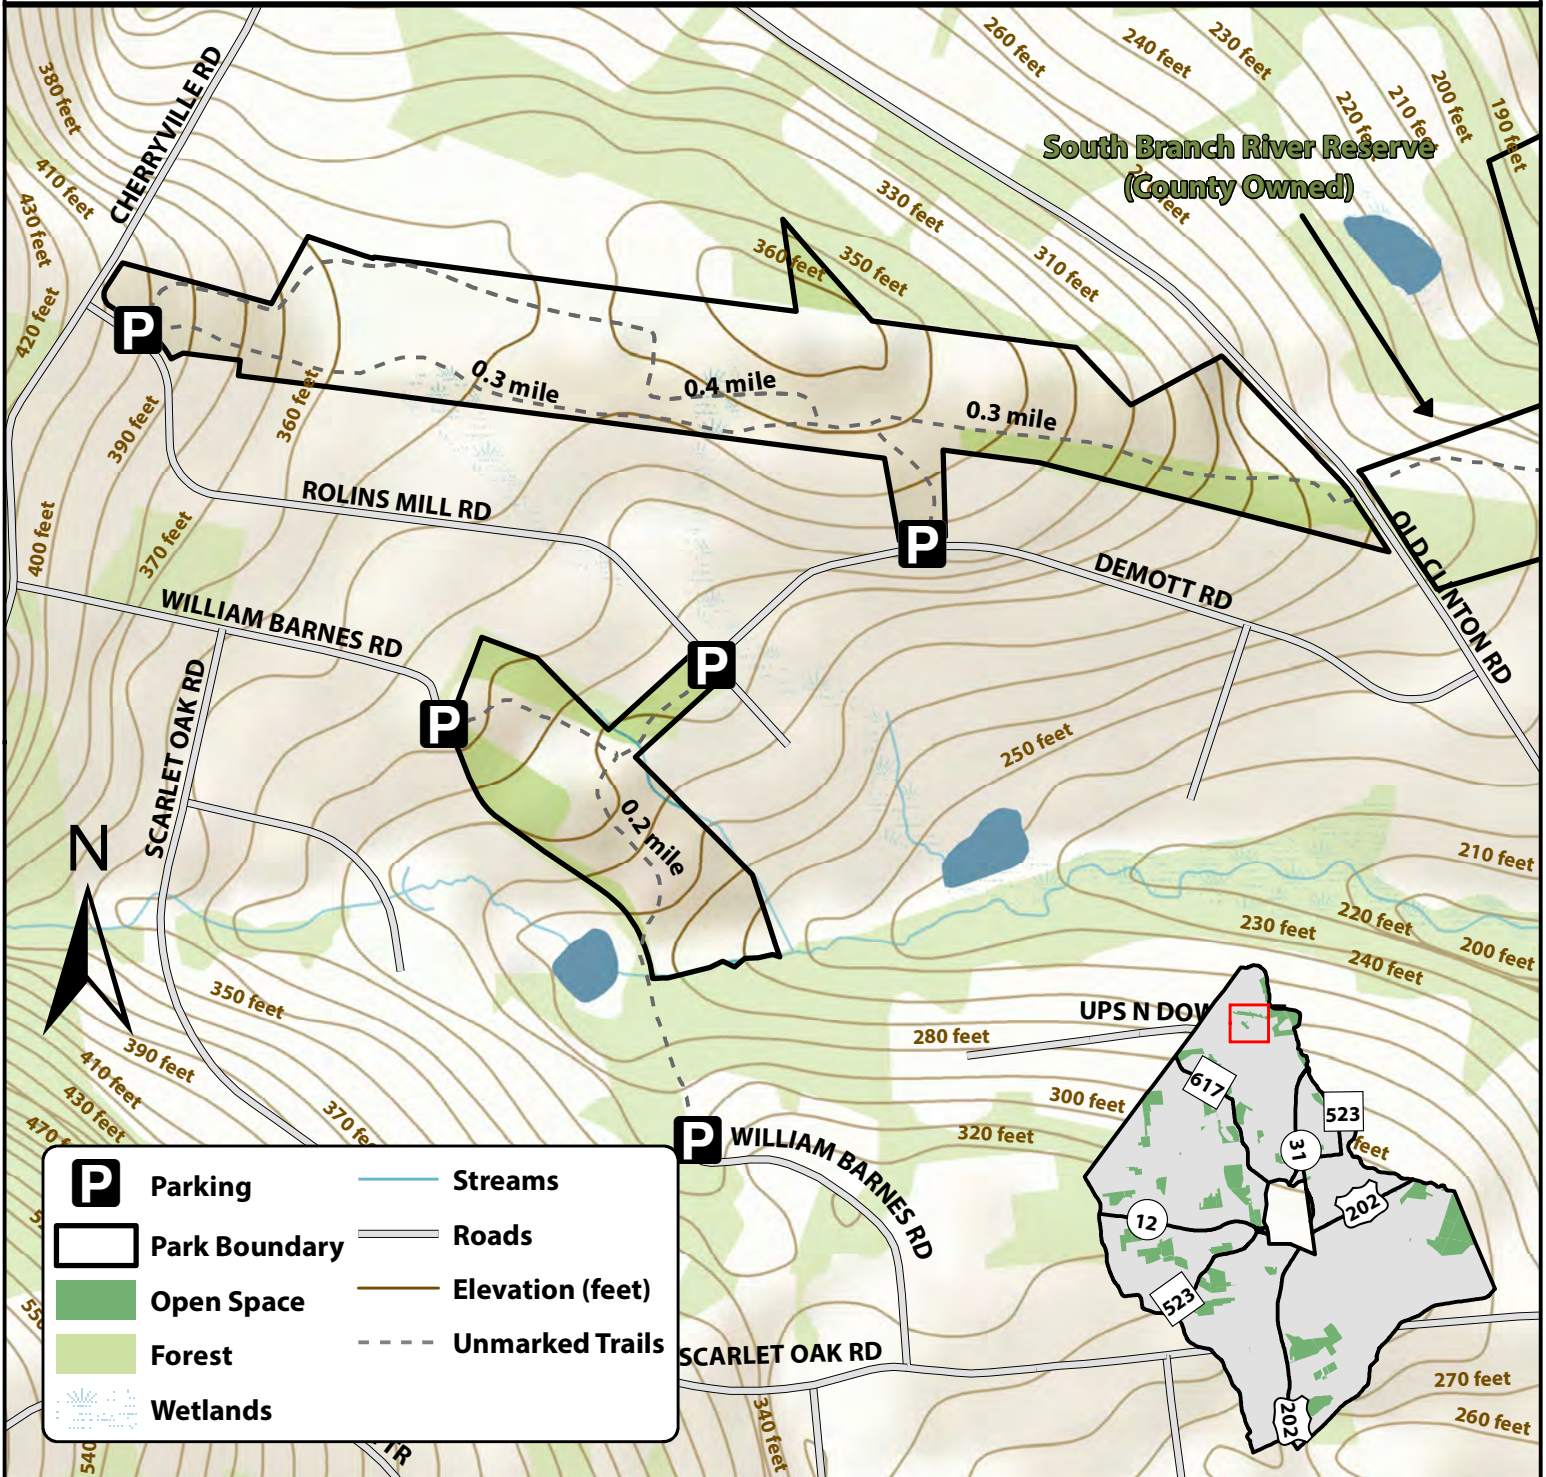 CHERRYVILLE RD
380 feet
410 feet
430 feet
420 feet
260 feet
240 feet
230 feet
220 feet
210 feet
200 feet
190 feet
South Branch River Reserve
(County Owned)
330 feet
310 feet
360 feet
350 feet
P
0.3 mile
0.4 mile
0.3 mile
360 feet
390 feet
400 feet
370 feet
ROLINS MILL RD
P
DEMOTT RD
OLD CLINTON RD
WILLIAM BARNES RD
P
P
SCARLET OAK RD
250 feet
0.2 mile
N
210 feet
220 feet
230 feet
200 feet
240 feet
350 feet
390 feet
410 feet
430 feet
370 fe
280 feet
UPS N DOW
300 feet
320 feet
feet
P
WILLIAM BARNES RD
617
523
31
202
12
523
202
P Parking
Park Boundary
Open Space
Forest
Wetlands
Streams
Roads
Elevation (feet)
Unmarked Trails
SCARLET OAK RD
340 feet
270 feet
260 feet
540
TR